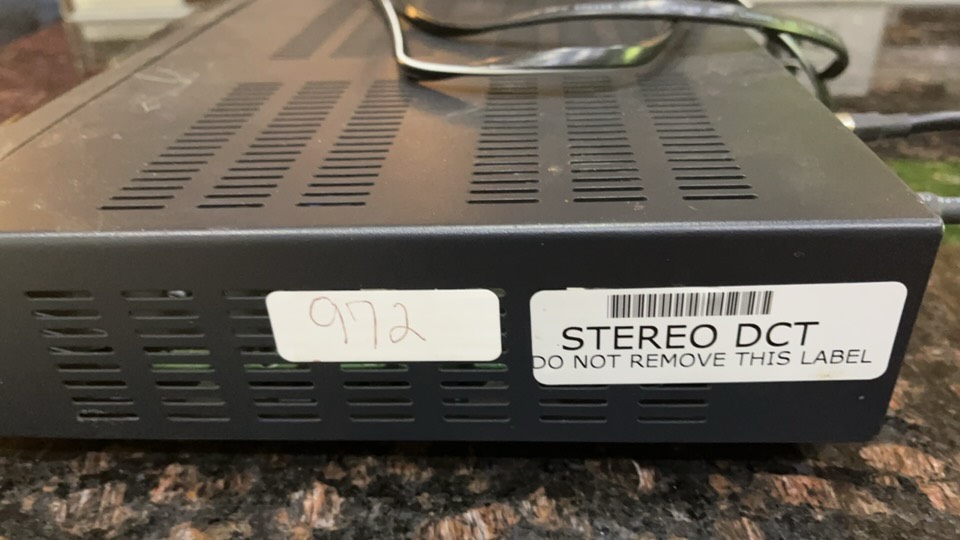 972
STEREO DCT
DO NOT REMOVE THIS LABEL